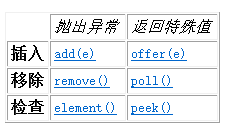 抛出异常 返回特殊值
插入 add(e) offer(e)
移除 remove() poll()
检查 element() peek()